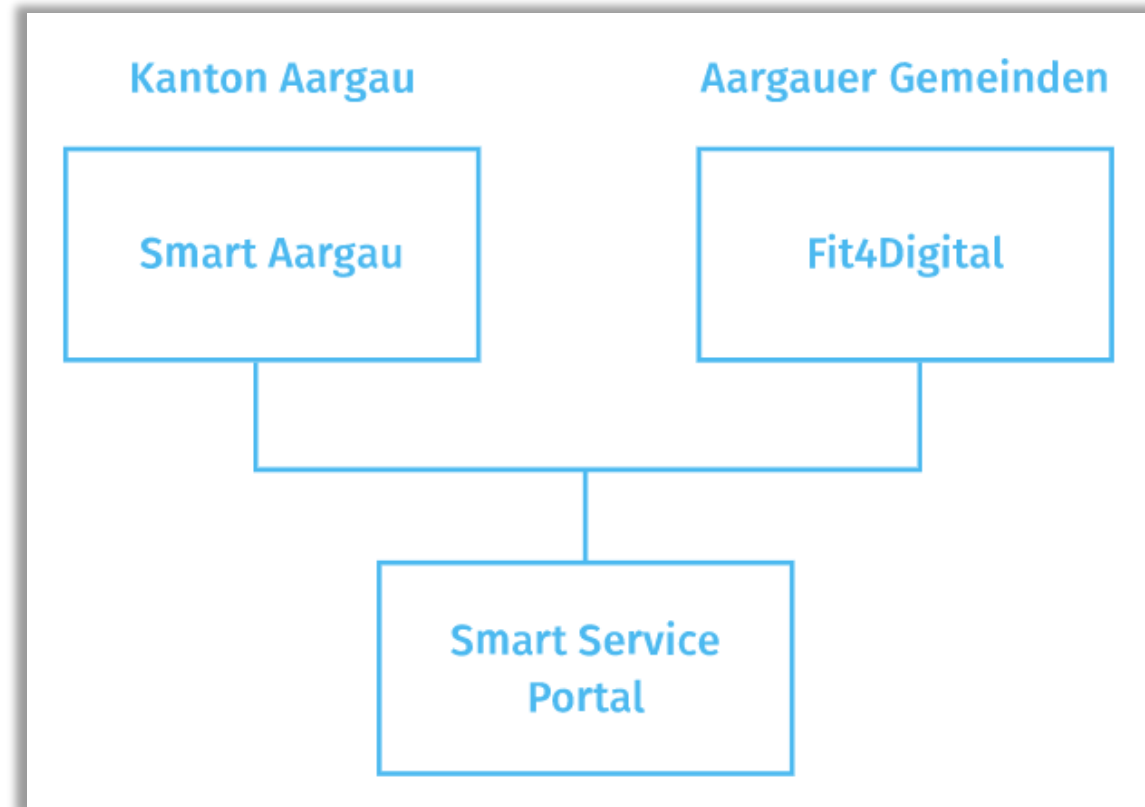 Kanton Aargau
Aargauer Gemeinden
Smart Aargau
Fit4Digital
Smart Service
Portal